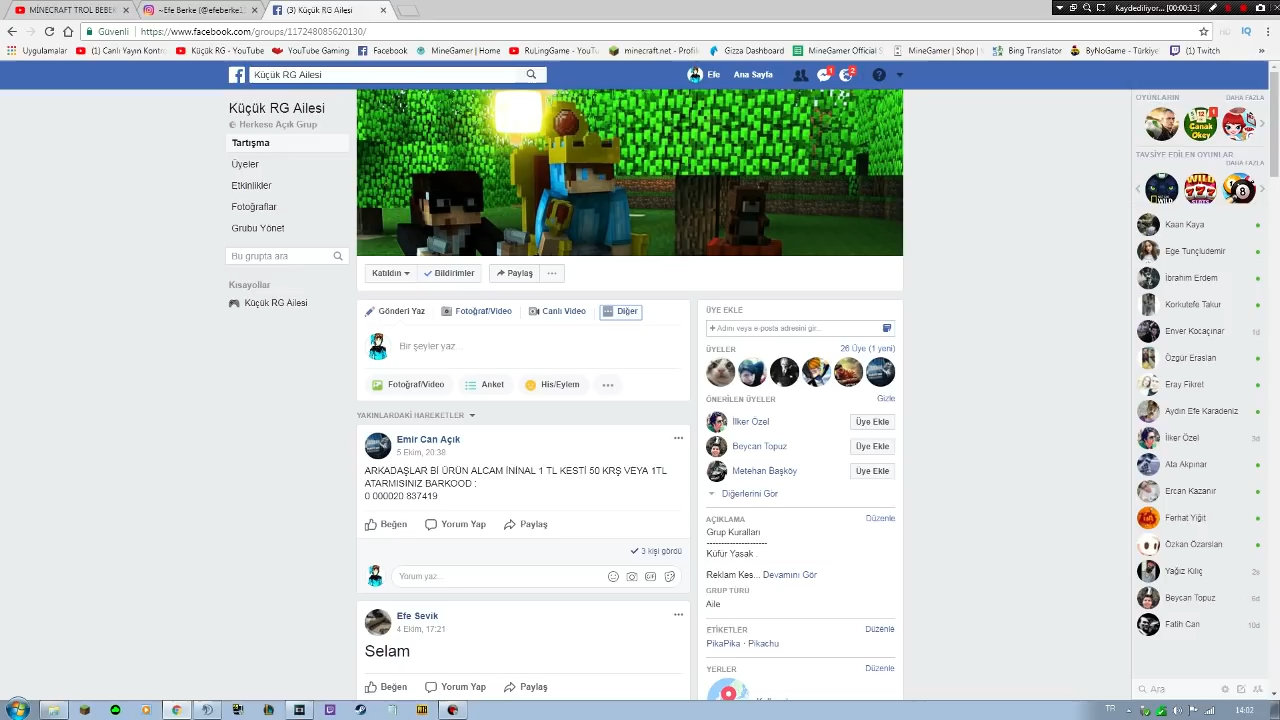 MİNECRAFT TROL BEBEK
~Efe Berke (@efeberke1
(3) Küçük RG Ailesi
Kaydediliyor... [00:00:13]
Güvenli
https://www.facebook.com/groups/117248085620130/
Uygulamalar
(1) Canlı Yayın Kontro
Küçük RG - YouTube
YouTube Gaming
Facebook
MineGamer | Home
RuLingGame - YouTu
minecraft.net - Profil
Gizza Dashboard
MineGamer Official S
MineGamer | Shop
Bing Translator
ByNoGame - Türkiye'
(1) Twitch
Küçük RG Ailesi
Efe
Ana Sayfa
1
2
Küçük RG Ailesi
Herkese Açık Grup
Tartışma
Üyeler
Etkinlikler
Fotoğraflar
Grubu Yönet
Bu grupta ara
Kısayollar
Küçük RG Ailesi
Katıldın
Bildirimler
Paylaş
Gönderi Yaz
Fotoğraf/Video
Canlı Video
Diğer
Bir şeyler yaz...
Fotoğraf/Video
Anket
His/Eylem
YAKINLARDAKİ HAREKETLER
Emir Can Açık
5 Ekim, 20:38
ARKADAŞLAR Bİ ÜRÜN ALCAM İNİNAL 1 TL KESTİ 50 KRŞ VEYA 1TL
ATARMISINIZ BARKOOD :
0 000020 837419
Beğen
Yorum Yap
Paylaş
3 kişi gördü
Yorum yaz...
Efe Sevik
4 Ekim, 17:21
Selam
Beğen
Yorum Yap
Paylaş
ÜYE EKLE
Adını veya e-posta adresini gir...
ÜYELER
26 Üye (1 yeni)
ÖNERİLEN ÜYELER
Gizle
İlker Özel
Üye Ekle
Beycan Topuz
Üye Ekle
Metehan Başköy
Üye Ekle
Diğerlerini Gör
AÇIKLAMA
Düzenle
Grup Kuralları
--------------------
Küfür Yasak .
Reklam Kes... Devamını Gör
GRUP TÜRÜ
Aile
ETİKETLER
Düzenle
PikaPika · Pikachu
YERLER
Düzenle
OYUNLARIN
DAHA FAZLA
TAVSİYE EDİLEN OYUNLAR
DAHA FAZLA
Kaan Kaya
Ege Tunçludemir
İbrahim Erdem
Korkutefe Takur
Enver Kocaçınar
1d
Özgür Eraslan
Eray Fikret
Aydın Efe Karadeniz
İlker Özel
3d
Ata Akpınar
Ercan Kazanır
Ferhat Yiğit
Özkan Özarslan
Yağız Kılıç
2s
Beycan Topuz
6d
Fatih Can
10d
Ara
TR
14:02